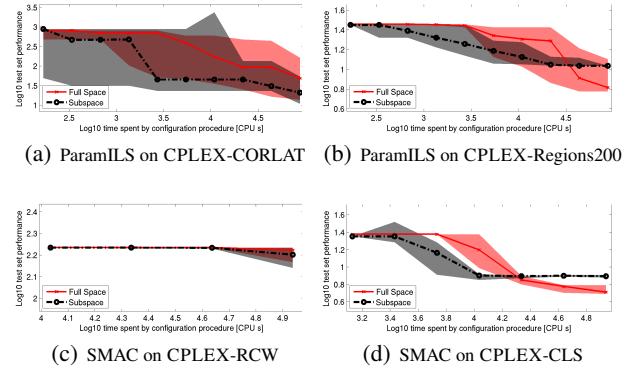 3.5
3
2.5
2
1.5
1
Log10 test set performance
Full Space
Subspace
2.5 3 3.5 4 4.5
Log10 time spent by configuration procedure [CPU s]
(a) ParamILS on CPLEX-CORLAT
1.6
1.4
1.2
1
0.8
0.6
Log10 test set performance
Full Space
Subspace
2.5 3 3.5 4 4.5
Log10 time spent by configuration procedure [CPU s]
(b) ParamILS on CPLEX-Regions200
2.4
2.3
2.2
2.1
2
Log10 test set performance
Full Space
Subspace
4 4.1 4.2 4.3 4.4 4.5 4.6 4.7 4.8 4.9
Log10 time spent by configuration procedure [CPU s]
(c) SMAC on CPLEX-RCW
1.6
1.4
1.2
1
0.8
0.6
Log10 test set performance
Full Space
Subspace
3.2 3.4 3.6 3.8 4 4.2 4.4 4.6 4.8
Log10 time spent by configuration procedure [CPU s]
(d) SMAC on CPLEX-CLS